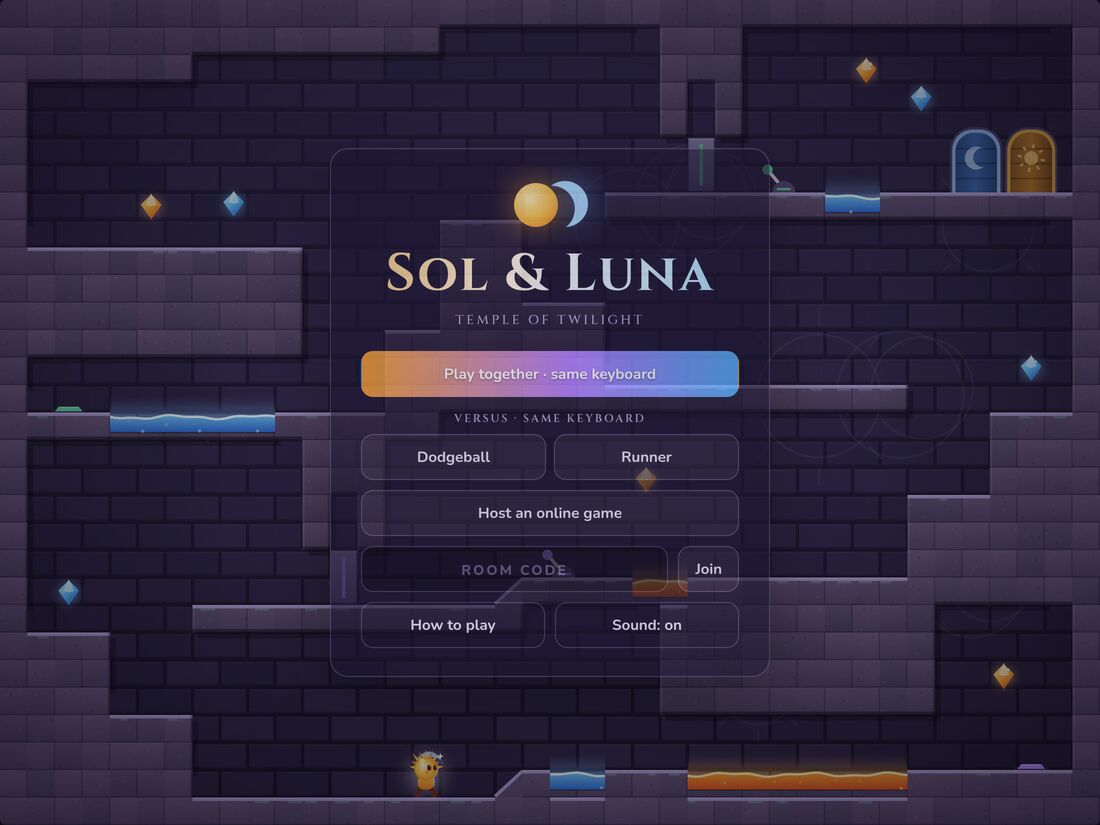 Sol & Luna
TEMPLE OF TWILIGHT
Play together · same keyboard
VERSUS · SAME KEYBOARD
Dodgeball
Runner
Host an online game
ROOM CODE
Join
How to play
Sound: on